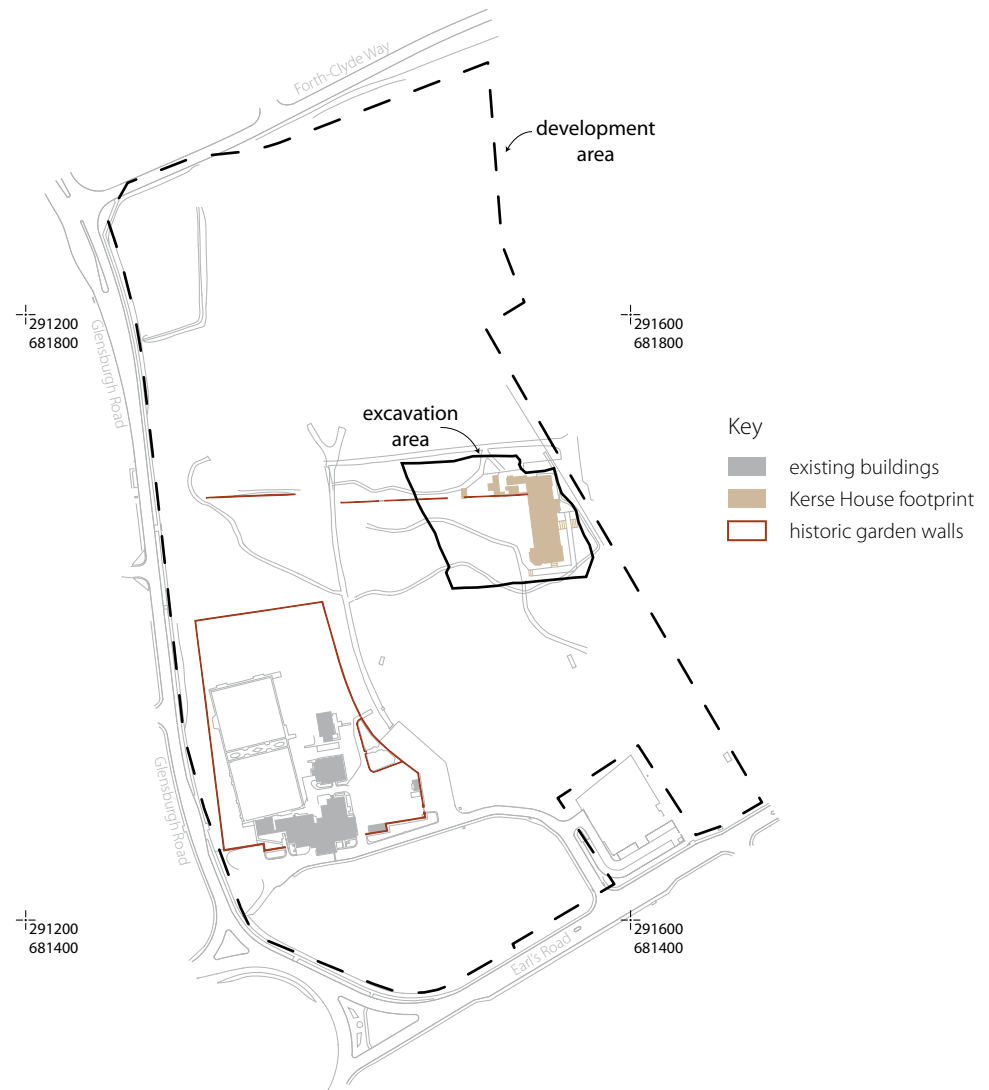 Forth-Clyde Way
development
area
291200
681800
291600
681800
Glensburgh Road
excavation
area
Key
existing buildings
Kerse House footprint
historic garden walls
Glensburgh Road
291200
681400
291600
681400
Earl's Road